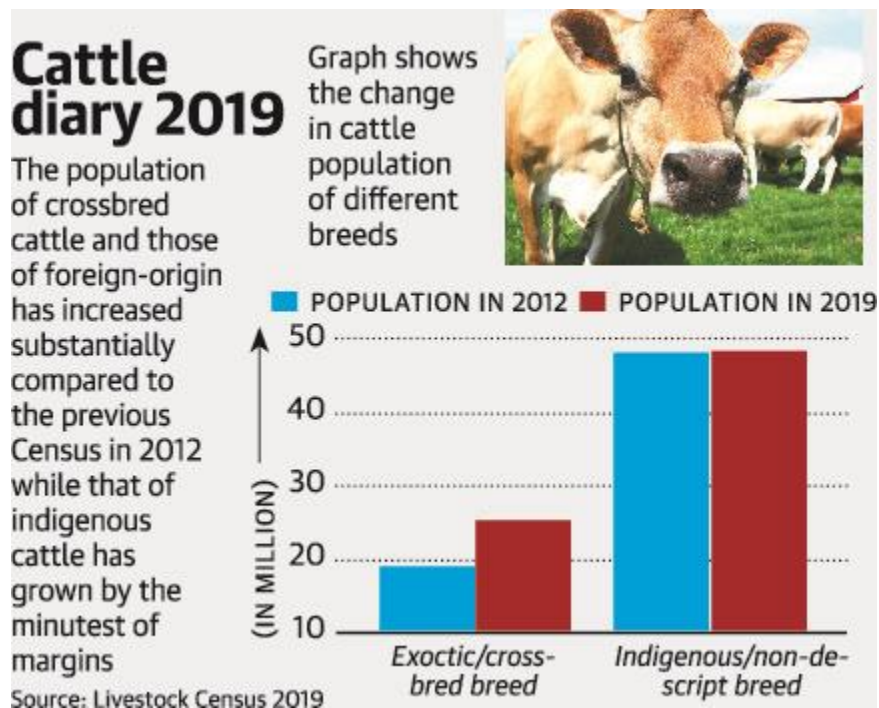 Cattle
diary 2019
The population
of crossbred
cattle and those
of foreign-origin
has increased
substantially
compared to
the previous
Census in 2012
while that of
indigenous
cattle has
grown by the
minutest of
margins
Source: Livestock Census 2019
Graph shows
the change
in cattle
population
of different
breeds
POPULATION IN 2012 POPULATION IN 2019
(IN MILLION)
50
40
30
20
10
Exoctic/cross-
bred breed
Indigenous/non-de-
script breed